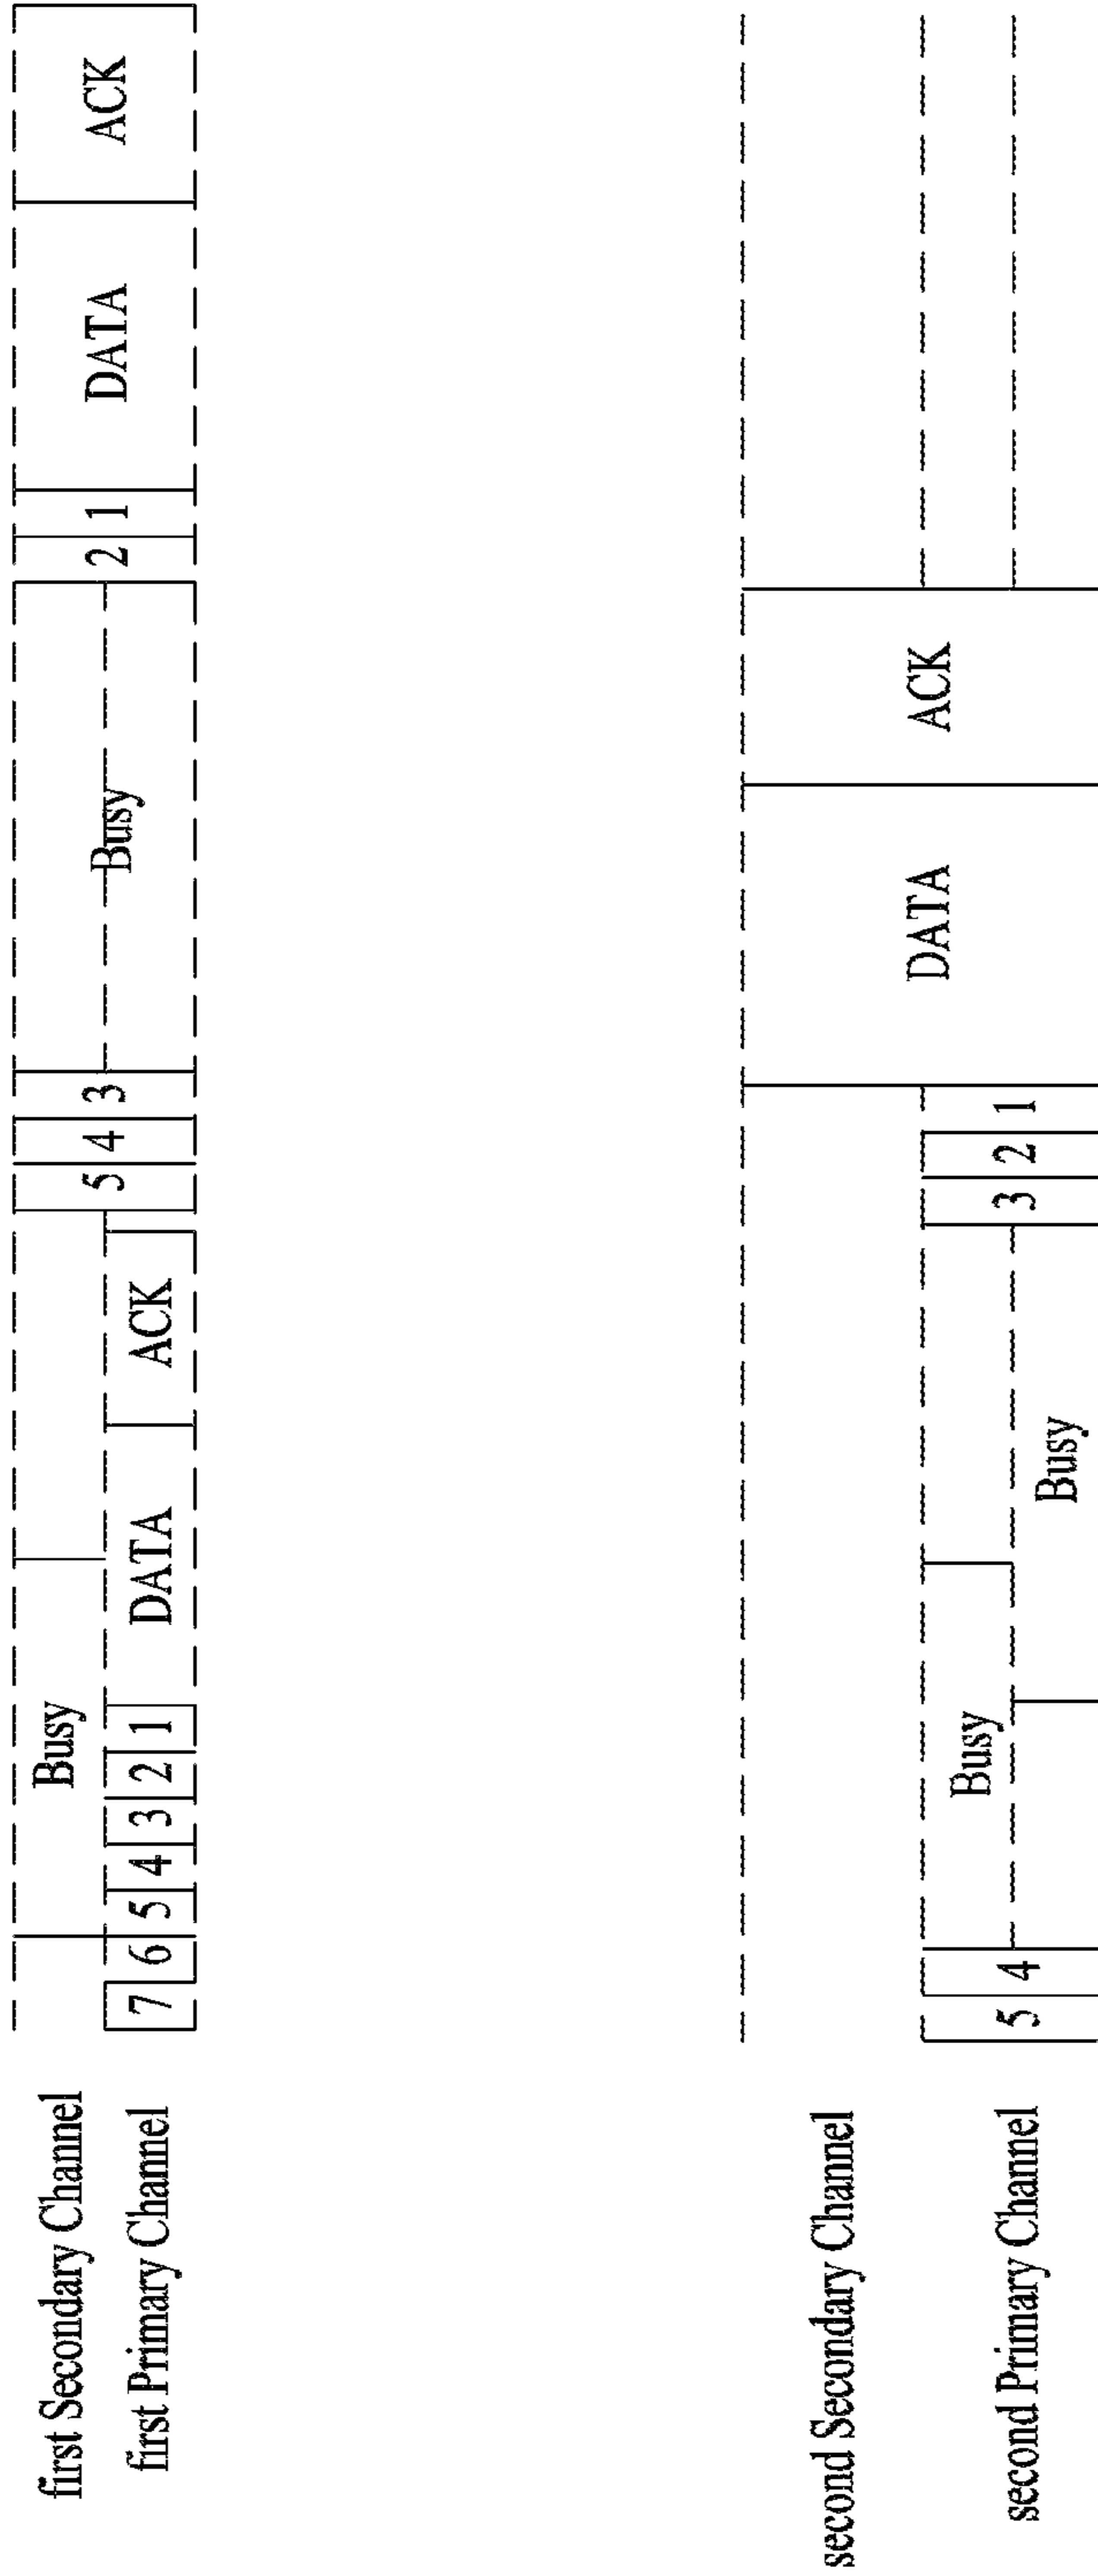 first Secondary Channel
Busy
5 4 3
Busy
2 1
DATA
ACK
first Primary Channel
7 6 5 4 3 2 1
DATA
ACK
second Secondary Channel
DATA
ACK
second Primary Channel
5 4
Busy
Busy
3 2 1